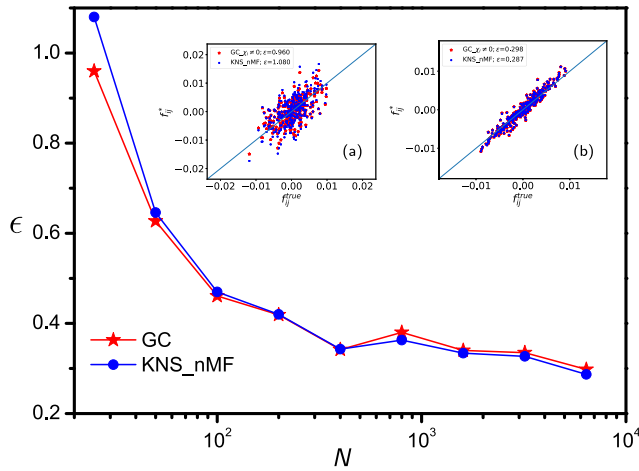 1.0
0.8
0.6
0.4
0.2
ϵ
10²
10³
10⁴
N
GC
KNS_nMF
GC_χᵢ ≠ 0; ε=0.960
KNS_nMF; ε=1.080
0.02
0.01
0.00
−0.01
−0.02
f*ij
(a)
−0.02 −0.01 0.00 0.01 0.02
f^true_ij
GC_χᵢ ≠ 0; ε=0.298
KNS_nMF; ε=0.287
0.01
0.00
−0.01
f*ij
(b)
−0.01 0.00 0.01
f^true_ij